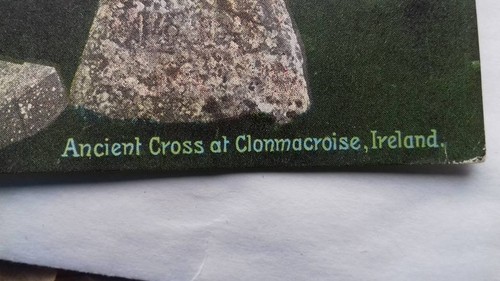 Ancient Cross at Clonmacroise, Ireland.